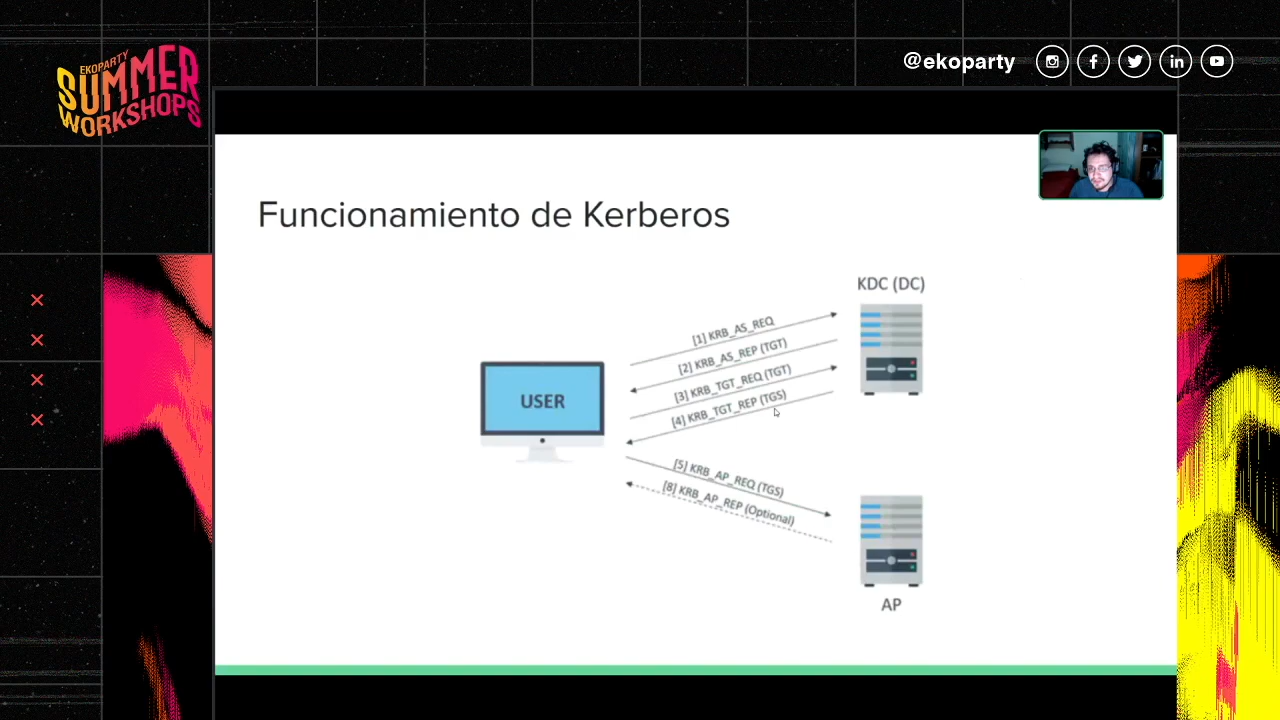 EKOPARTY
SUMMER
WORKSHOPS
@ekoparty
Funcionamiento de Kerberos
KDC (DC)
[1] KRB_AS_REQ
[2] KRB_AS_REP (TGT)
[3] KRB_TGT_REQ (TGT)
[4] KRB_TGT_REP (TGS)
USER
[5] KRB_AP_REQ (TGS)
[8] KRB_AP_REP (Optional)
AP